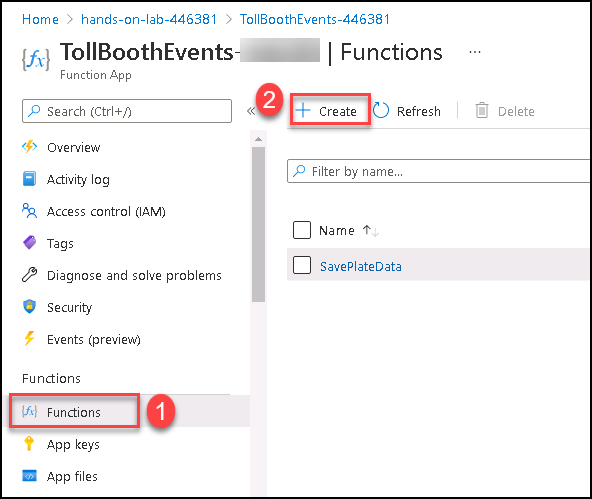 Home > hands-on-lab-446381 > TollBoothEvents-446381 >
TollBoothEvents- | Functions ...
Function App
Search (Ctrl+/)
«
2
+ Create
Refresh
Delete
Overview
Activity log
Access control (IAM)
Tags
Diagnose and solve problems
Security
Events (preview)
Functions
Functions
1
App keys
App files
Filter by name...
Name ↑↓
SavePlateData